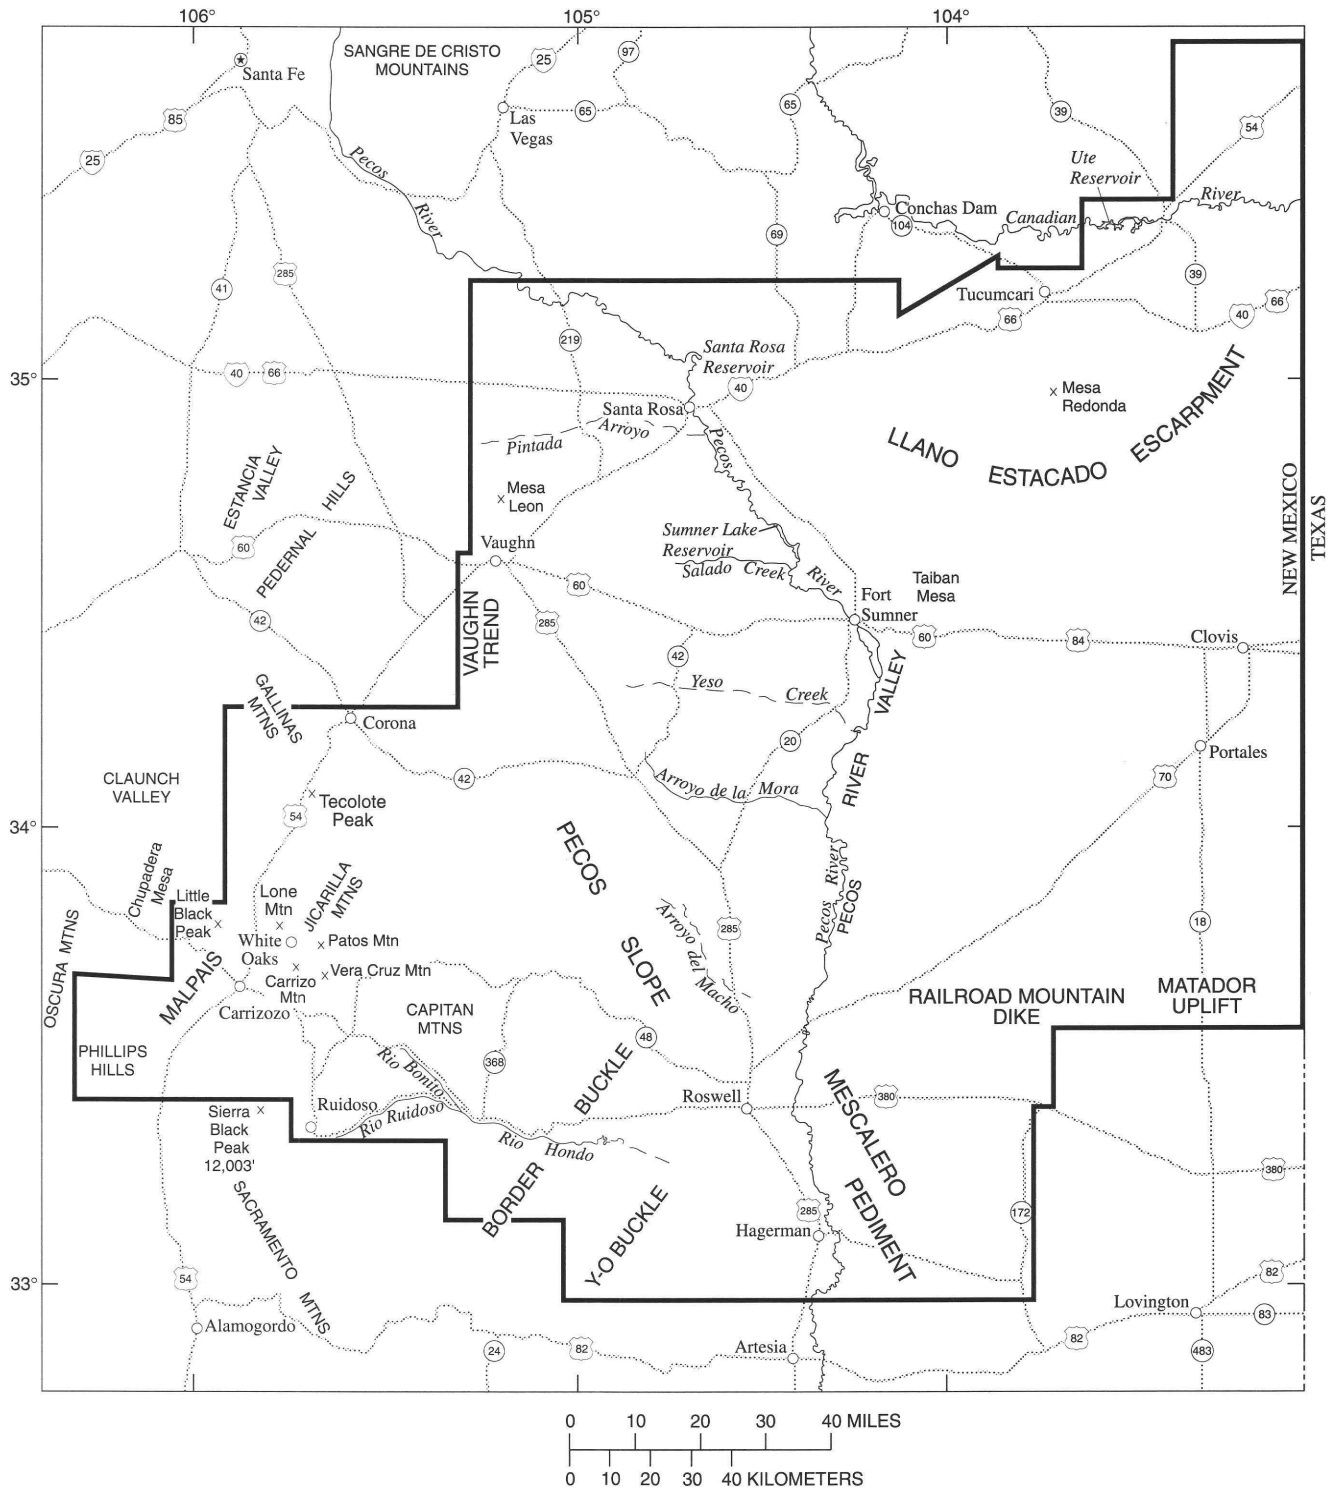 106°
105°
104°
SANGRE DE CRISTO
MOUNTAINS
25
97
Santa Fe
85
25
Las
Vegas
65
65
39
54
Pecos
River
Ute
Reservoir
River
Conchas Dam
104
Canadian
69
41
285
39
Tucumcari
66
40
66
219
Santa Rosa
Reservoir
35°
40
66
40
Mesa
Redonda
Santa Rosa
Pintada
Arroyo
Pecos
LLANO
ESTACADO
ESCARPMENT
ESTANCIA
VALLEY
HILLS
PEDERNAL
Mesa
Leon
NEW MEXICO
TEXAS
Sumner Lake
Reservoir
Salado
Creek
River
60
Vaughn
60
Taiban
Mesa
Fort
Sumner
42
VAUGHN
TREND
285
60
84
Clovis
42
Yeso
Creek
VALLEY
GALLINAS
MTNS
Corona
20
Portales
CLAUNCH
VALLEY
42
70
Arroyo de la Mora
RIVER
Tecolote
Peak
54
34°
PECOS
Chupadera
Mesa
Little
Black
Peak
Lone
Mtn
JICARILLA
MTNS
Pecos
River
PECOS
OSCURA MTNS
White
Oaks
Patos Mtn
285
Arroyo del Macho
18
MALPAIS
Carrizo
Mtn
Vera Cruz Mtn
SLOPE
Carrizozo
CAPITAN
MTNS
RAILROAD MOUNTAIN
DIKE
MATADOR
UPLIFT
PHILLIPS
HILLS
48
368
Rio
Bonito
BUCKLE
Roswell
380
Sierra
Black
Peak
12,003'
Ruidoso
Rio Ruidoso
Rio
Hondo
MESCALERO
380
BORDER
SACRAMENTO
MTNS
Y-O BUCKLE
PEDIMENT
285
Hagerman
172
33°
54
82
Alamogordo
Lovington
83
24
82
Artesia
82
483
0 10 20 30 40 MILES
0 10 20 30 40 KILOMETERS